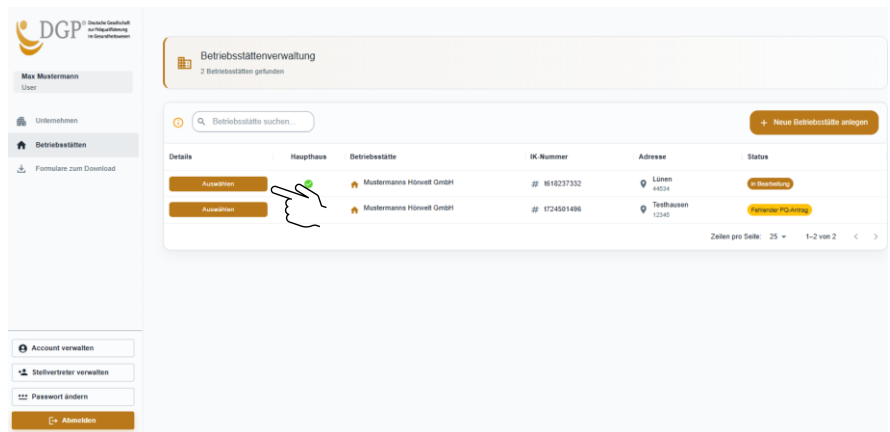 DGP® Deutsche Gesellschaft
zur Präqualifizierung
im Gesundheitswesen
Max Mustermann
User
Unternehmen
Betriebsstätten
Formulare zum Download
Account verwalten
Stellvertreter verwalten
Passwort ändern
Abmelden
Betriebsstättenverwaltung
2 Betriebsstätten gefunden
Betriebsstätte suchen...
+ Neue Betriebsstätte anlegen
Details Haupthaus Betriebsstätte IK-Nummer Adresse Status
Auswählen Mustermanns Hörwelt GmbH # 1618237332 Lünen In Bearbeitung
44534
Auswählen Mustermanns Hörwelt GmbH # 1724501496 Testhausen Fehlender PQ-Antrag
12345
Zeilen pro Seite: 25 1–2 von 2 < >